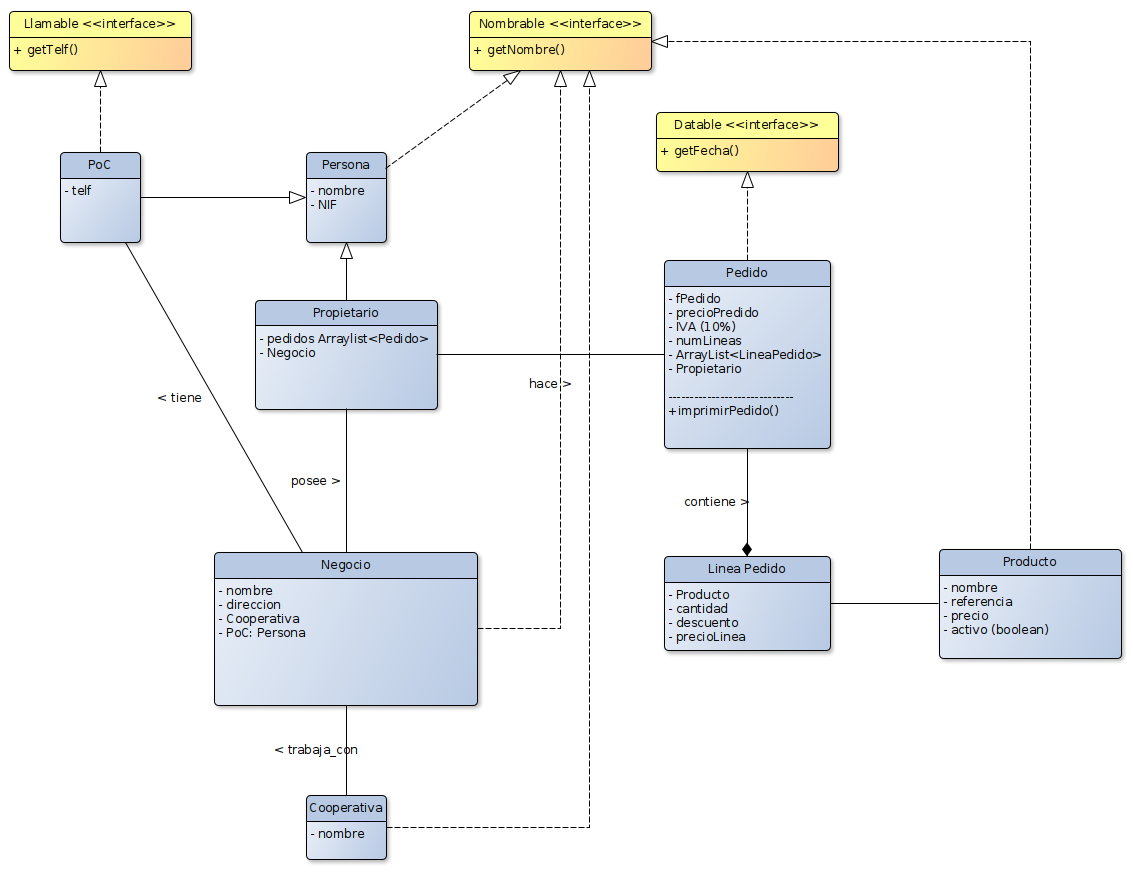 Llamable <<interface>>
+ getTelf()
Nombrable <<interface>>
+ getNombre()
Datable <<interface>>
+ getFecha()
PoC
- telf
Persona
- nombre
- NIF
Pedido
- fPedido
- precioPredido
- IVA (10%)
- numLineas
- ArrayList<LineaPedido>
- Propietario
----------------------------
+imprimirPedido()
Propietario
- pedidos Arraylist<Pedido>
- Negocio
hace >
< tiene
posee >
contiene >
Negocio
- nombre
- direccion
- Cooperativa
- PoC: Persona
Linea Pedido
- Producto
- cantidad
- descuento
- precioLinea
Producto
- nombre
- referencia
- precio
- activo (boolean)
< trabaja_con
Cooperativa
- nombre